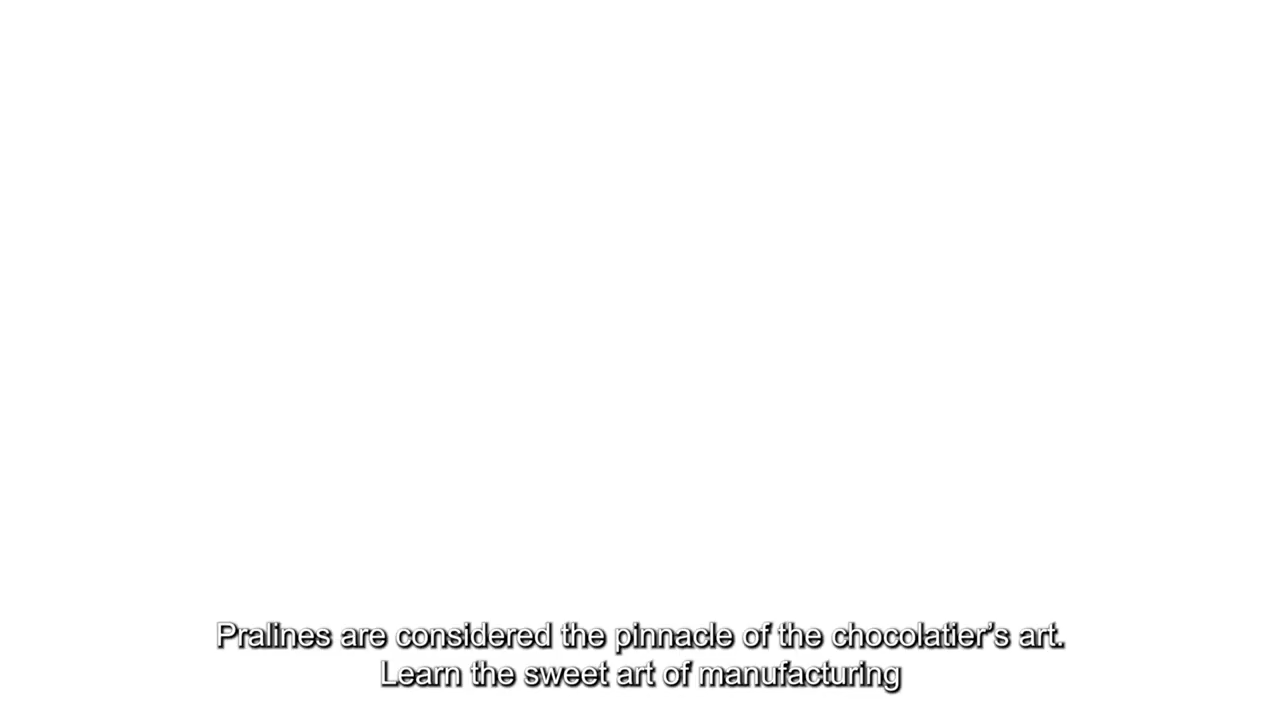 Pralines are considered the pinnacle of the chocolatier's art.
Learn the sweet art of manufacturing